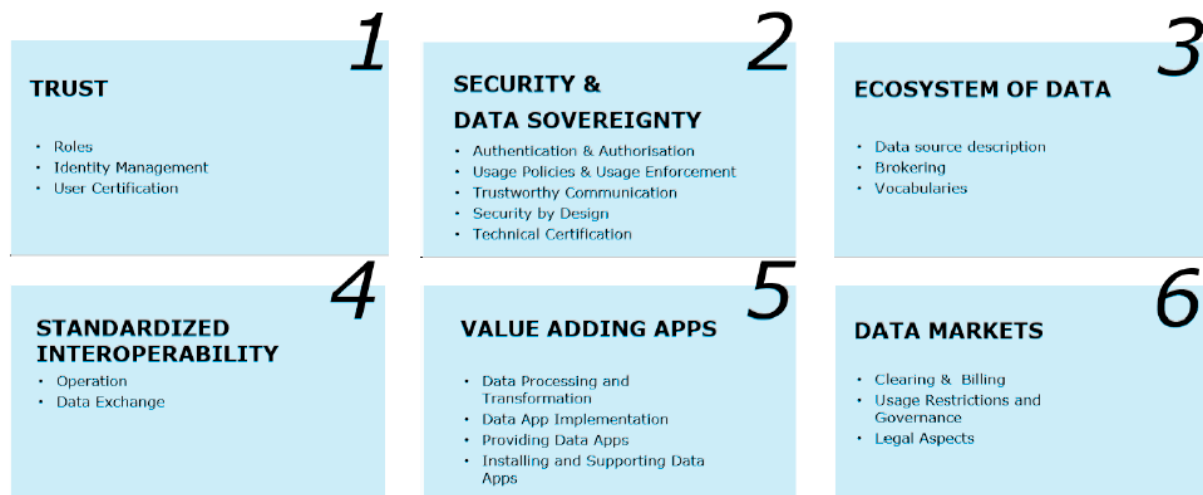 1
TRUST
• Roles
• Identity Management
• User Certification
2
SECURITY &
DATA SOVEREIGNTY
• Authentication & Authorisation
• Usage Policies & Usage Enforcement
• Trustworthy Communication
• Security by Design
• Technical Certification
3
ECOSYSTEM OF DATA
• Data source description
• Brokering
• Vocabularies
4
STANDARDIZED
INTEROPERABILITY
• Operation
• Data Exchange
5
VALUE ADDING APPS
• Data Processing and
Transformation
• Data App Implementation
• Providing Data Apps
• Installing and Supporting Data
Apps
6
DATA MARKETS
• Clearing & Billing
• Usage Restrictions and
Governance
• Legal Aspects